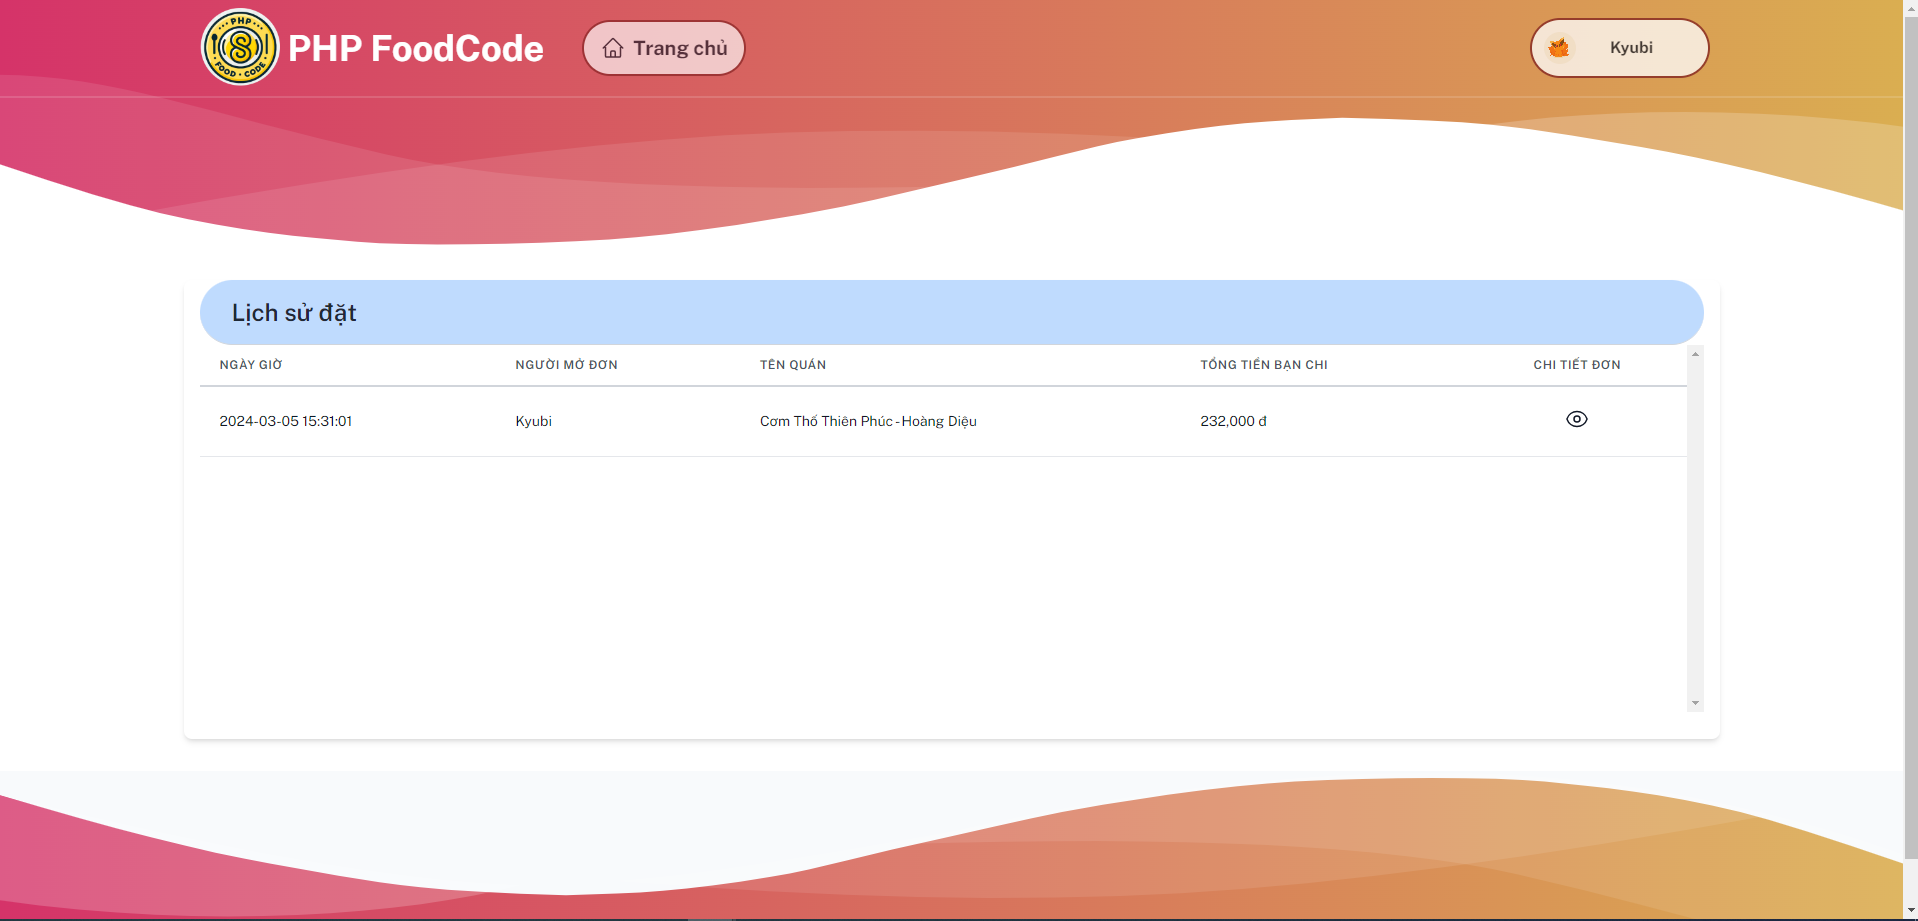 PHP
FOOD • CODE
PHP FoodCode
Trang chủ
Kyubi
Lịch sử đặt
NGÀY GIỜ
NGƯỜI MỞ ĐƠN
TÊN QUÁN
TỔNG TIỀN BẠN CHI
CHI TIẾT ĐƠN
2024-03-05 15:31:01
Kyubi
Cơm Thố Thiên Phúc - Hoàng Diệu
232,000 đ